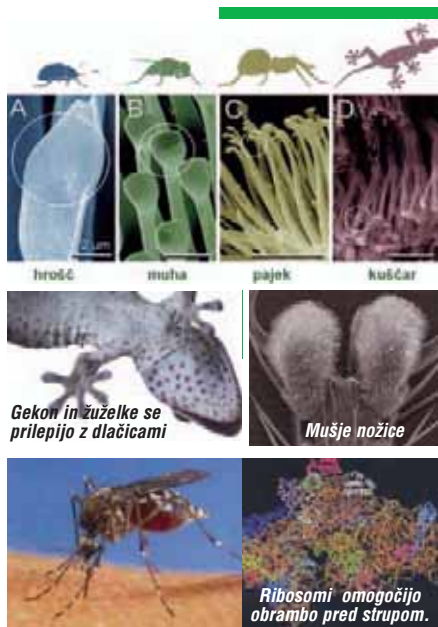 A B C D
2 µm
hrošč muha pajek kuščar
Gekon in žuželke se
prilepijo z dlačicami
Mušje nožice
Ribosomi omogočijo
obrambo pred strupom.